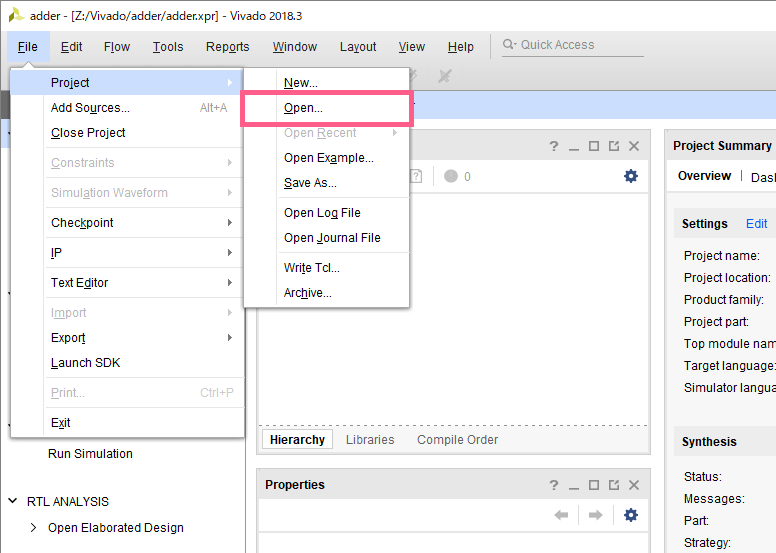 adder - [Z:/Vivado/adder/adder.xpr] - Vivado 2018.3
File Edit Flow Tools Reports Window Layout View Help Quick Access
Project
Add Sources... Alt+A
Close Project
Constraints
Simulation Waveform
Checkpoint
IP
Text Editor
Import
Export
Launch SDK
Print... Ctrl+P
Exit
New...
Open...
Open Recent
Open Example...
Save As...
Open Log File
Open Journal File
Write Tcl...
Archive...
? 0
Hierarchy Libraries Compile Order
Properties
Run Simulation
RTL ANALYSIS
Open Elaborated Design
Project Summary
Overview | Das
Settings Edit
Project name:
Project location:
Product family:
Project part:
Top module nam
Target language:
Simulator langua
Synthesis
Status:
Messages:
Part:
Strategy: